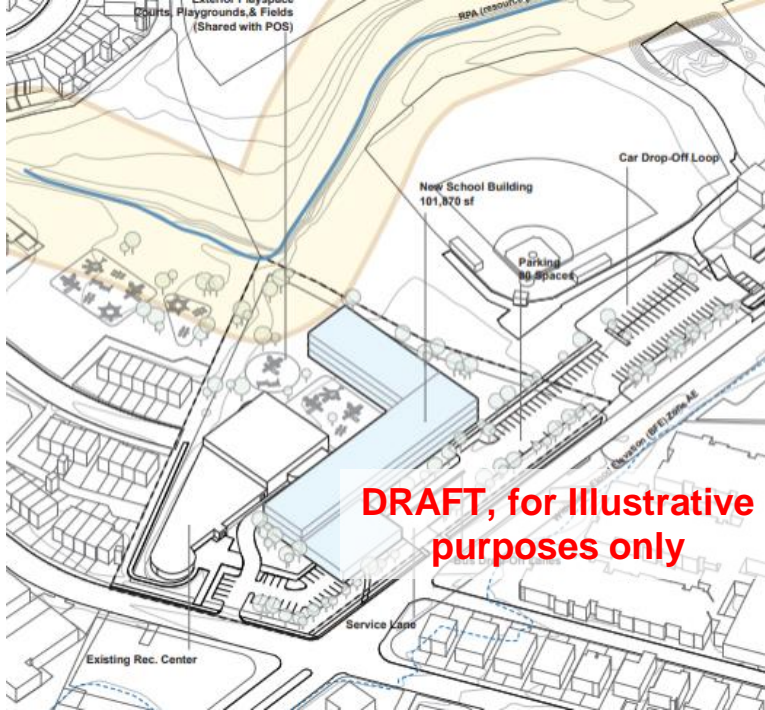 Exterior Playspace
Courts, Playgrounds,& Fields
(Shared with POS)
RPA (resource
Car Drop-Off Loop
New School Building
101,870 sf
Parking
80 Spaces
Elevation (BFE) Zone AE
DRAFT, for Illustrative
purposes only
Bus Drop-Off Lanes
Service Lane
Existing Rec. Center